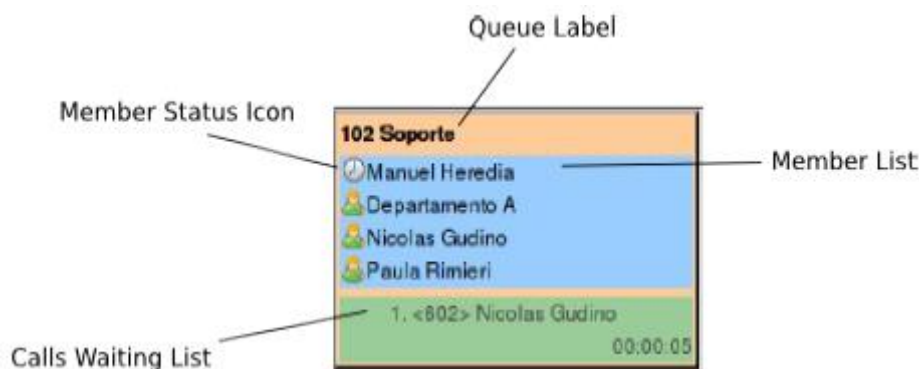 Queue Label
Member Status Icon
102 Soporte
Manuel Heredia
Member List
Departamento A
Nicolas Gudino
Paula Rimieri
1. <602> Nicolas Gudino
00:00:05
Calls Waiting List